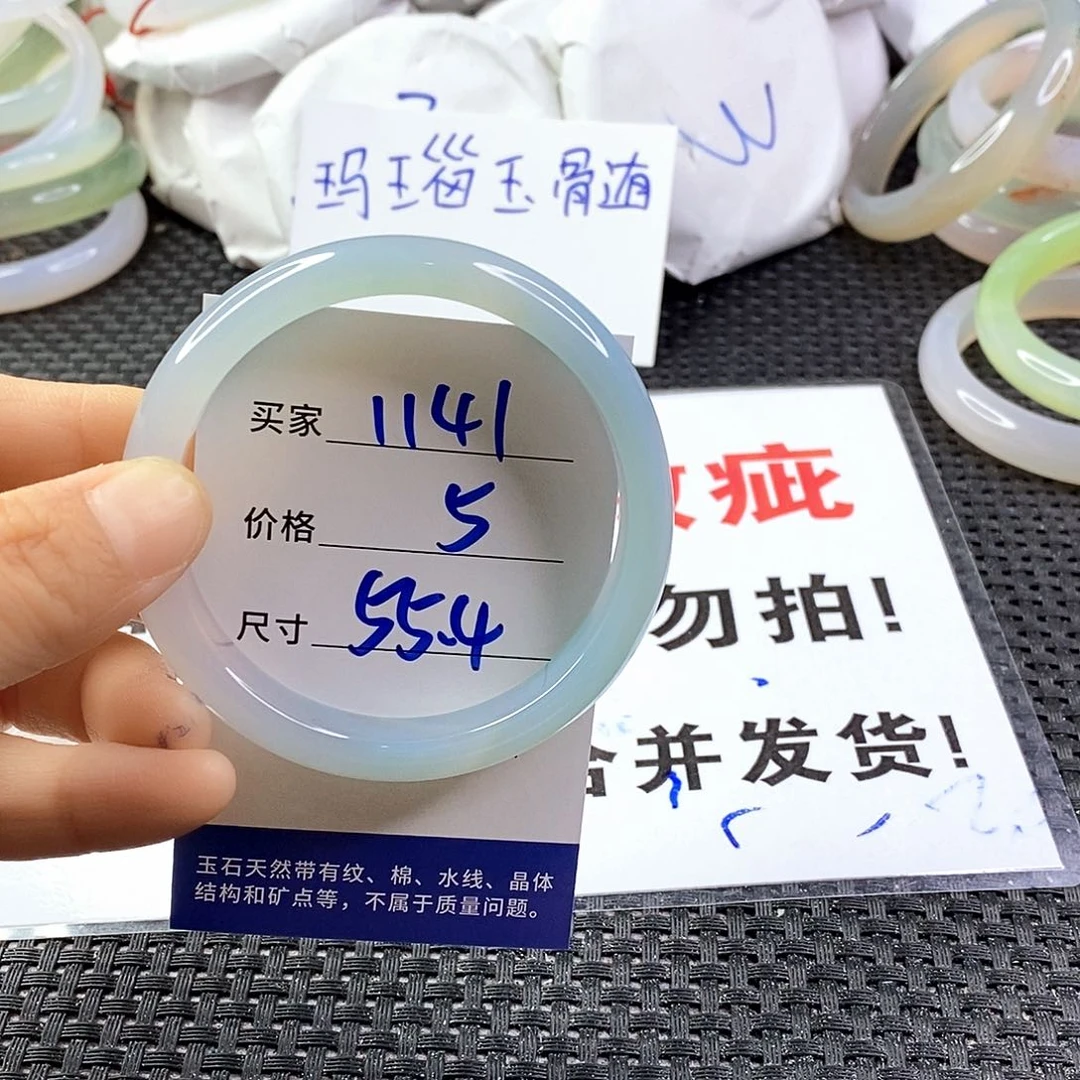 玛瑙玉骨随
买家 1141
价格 5
尺寸 55.4
玉石天然带有纹、棉、水线、晶体
结构和矿点等，不属于质量问题。
疵
勿拍！
合并发货！